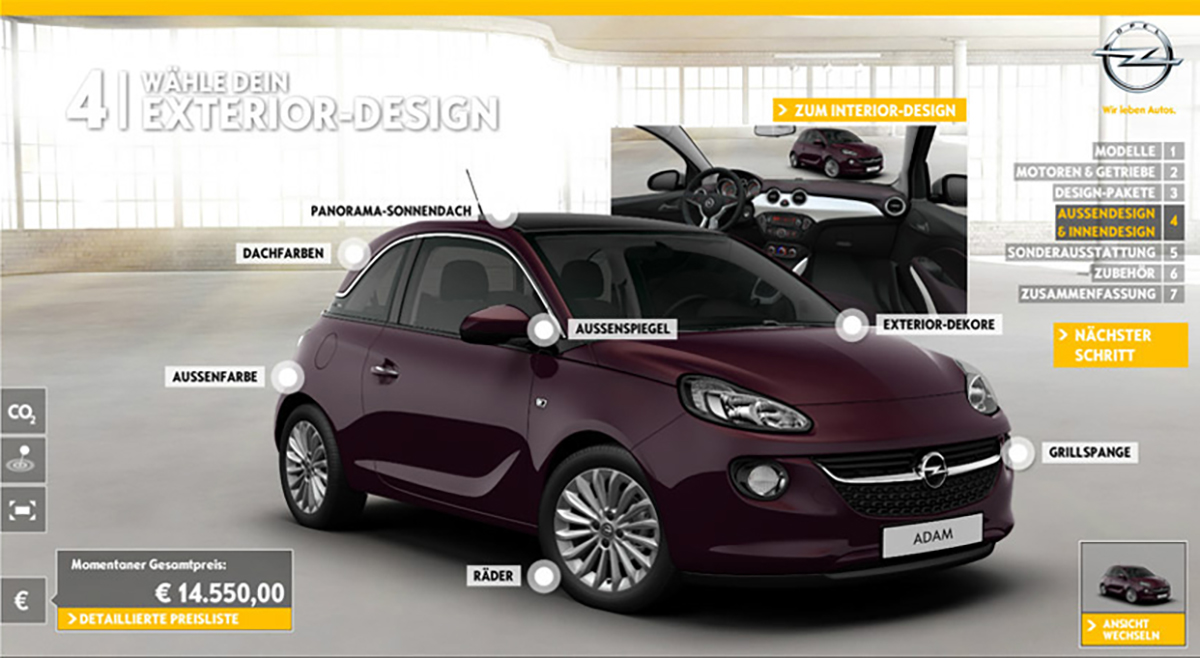 4 | WÄHLE DEIN
EXTERIOR-DESIGN
OPEL
Wir leben Autos.
> ZUM INTERIOR-DESIGN
MODELLE 1
MOTOREN & GETRIEBE 2
DESIGN-PAKETE 3
AUSSENDESIGN
& INNENDESIGN 4
SONDERAUSSTATTUNG 5
ZUBEHÖR 6
ZUSAMMENFASSUNG 7
> NÄCHSTER
SCHRITT
PANORAMA-SONNENDACH
DACHFARBEN
AUSSENSPIEGEL
EXTERIOR-DEKORE
AUSSENFARBE
GRILLSPANGE
ADAM
RÄDER
CO₂
Momentaner Gesamtpreis:
€ 14.550,00
€
> DETAILLIERTE PREISLISTE
> ANSICHT
WECHSELN